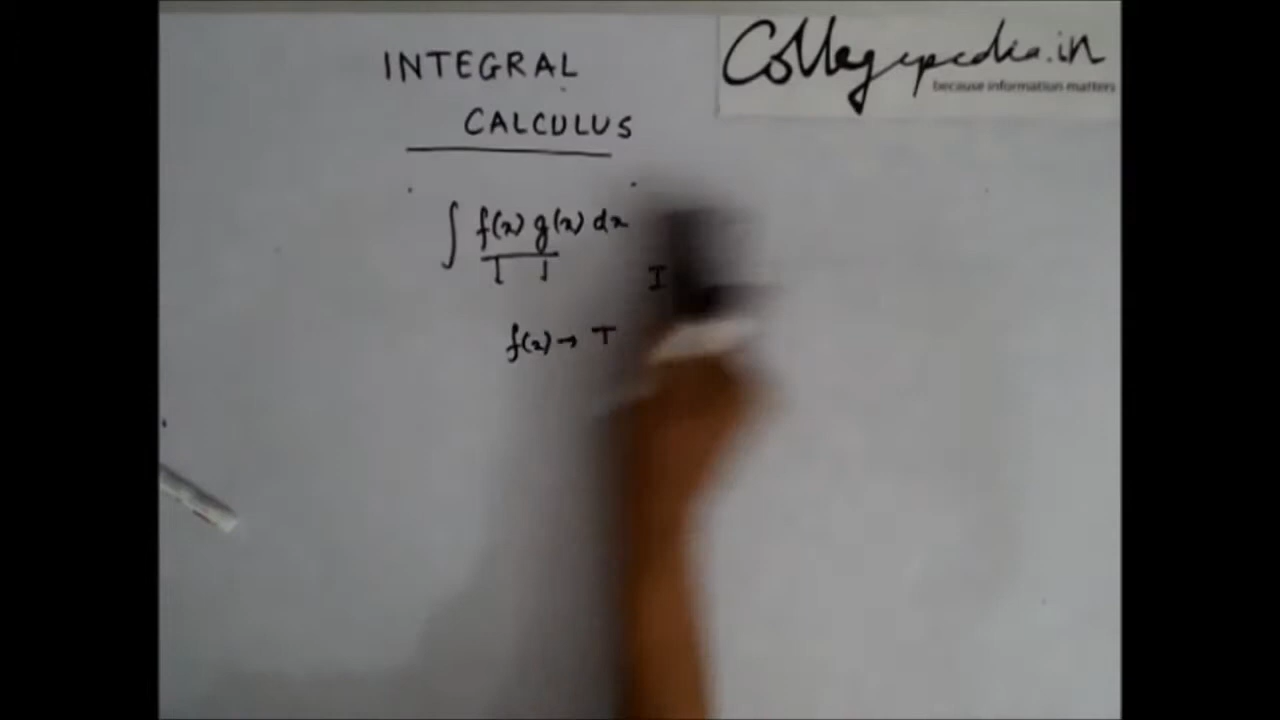 INTEGRAL
CALCULUS
Collegepedia.in
because information matters
∫ f(x) g(x) dx
I
f(x) → T